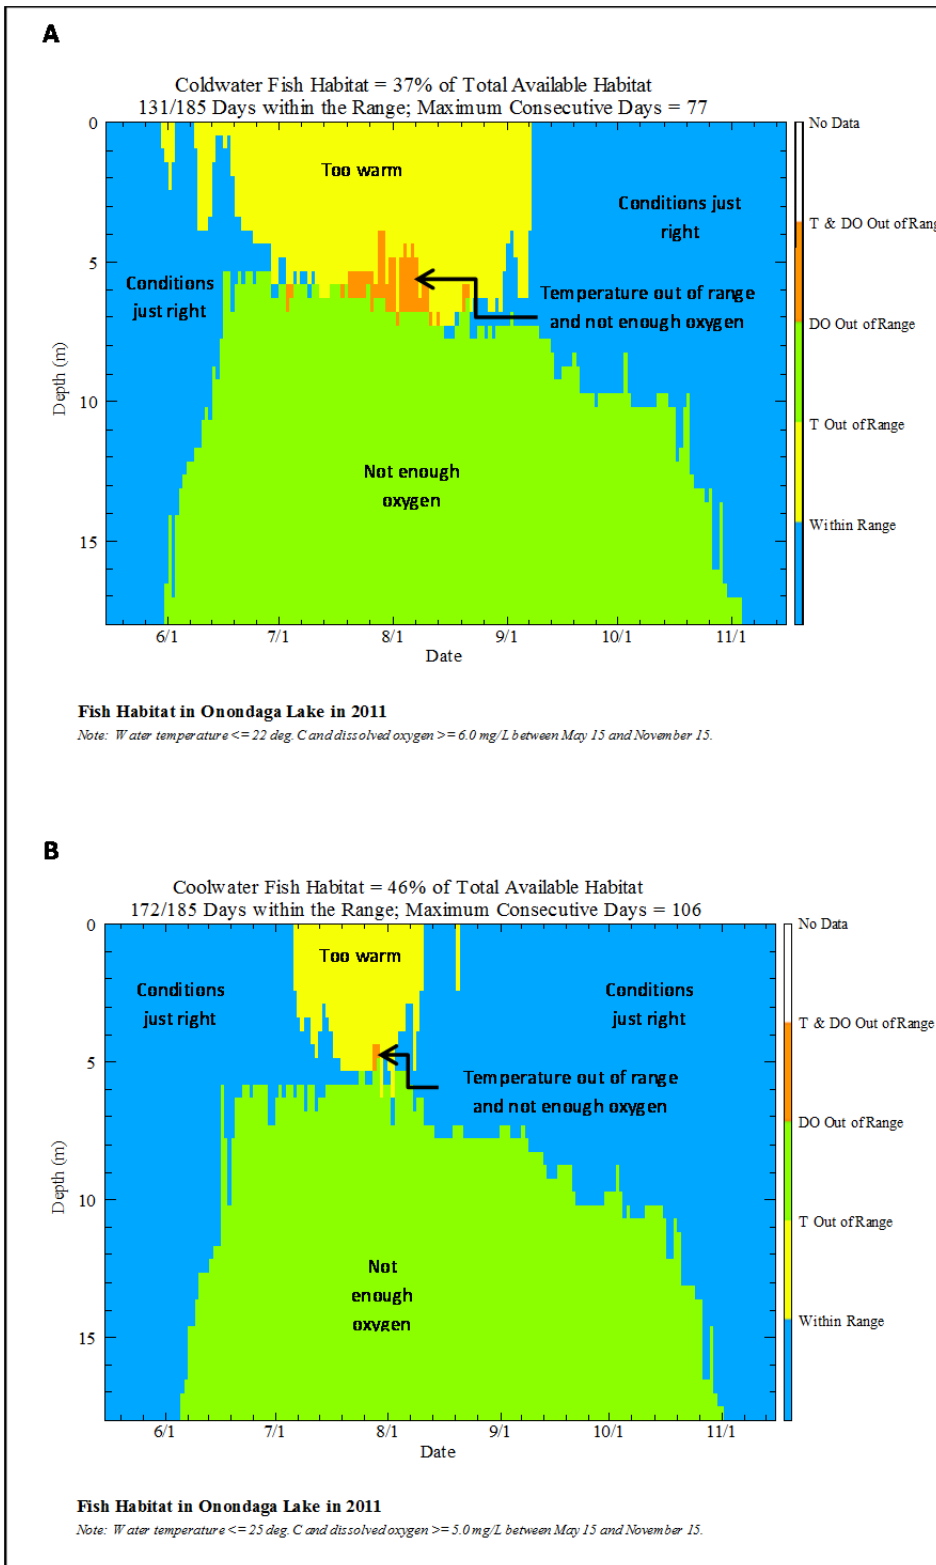 A
Coldwater Fish Habitat = 37% of Total Available Habitat
131/185 Days within the Range; Maximum Consecutive Days = 77
0
5
10
15
Depth (m)
Too warm
Conditions just
right
Conditions
just right
Temperature out of range
and not enough oxygen
Not enough
oxygen
No Data
T & DO Out of Rang
DO Out of Range
T Out of Range
Within Range
6/1
7/1
8/1
9/1
10/1
11/1
Date
Fish Habitat in Onondaga Lake in 2011
Note: Water temperature <= 22 deg. C and dissolved oxygen >= 6.0 mg/L between May 15 and November 15.
B
Coolwater Fish Habitat = 46% of Total Available Habitat
172/185 Days within the Range; Maximum Consecutive Days = 106
0
5
10
15
Depth (m)
Too warm
Conditions
just right
Conditions
just right
Temperature out of range
and not enough oxygen
Not
enough
oxygen
No Data
T & DO Out of Range
DO Out of Range
T Out of Range
Within Range
6/1
7/1
8/1
9/1
10/1
11/1
Date
Fish Habitat in Onondaga Lake in 2011
Note: Water temperature <= 25 deg. C and dissolved oxygen >= 5.0 mg/L between May 15 and November 15.